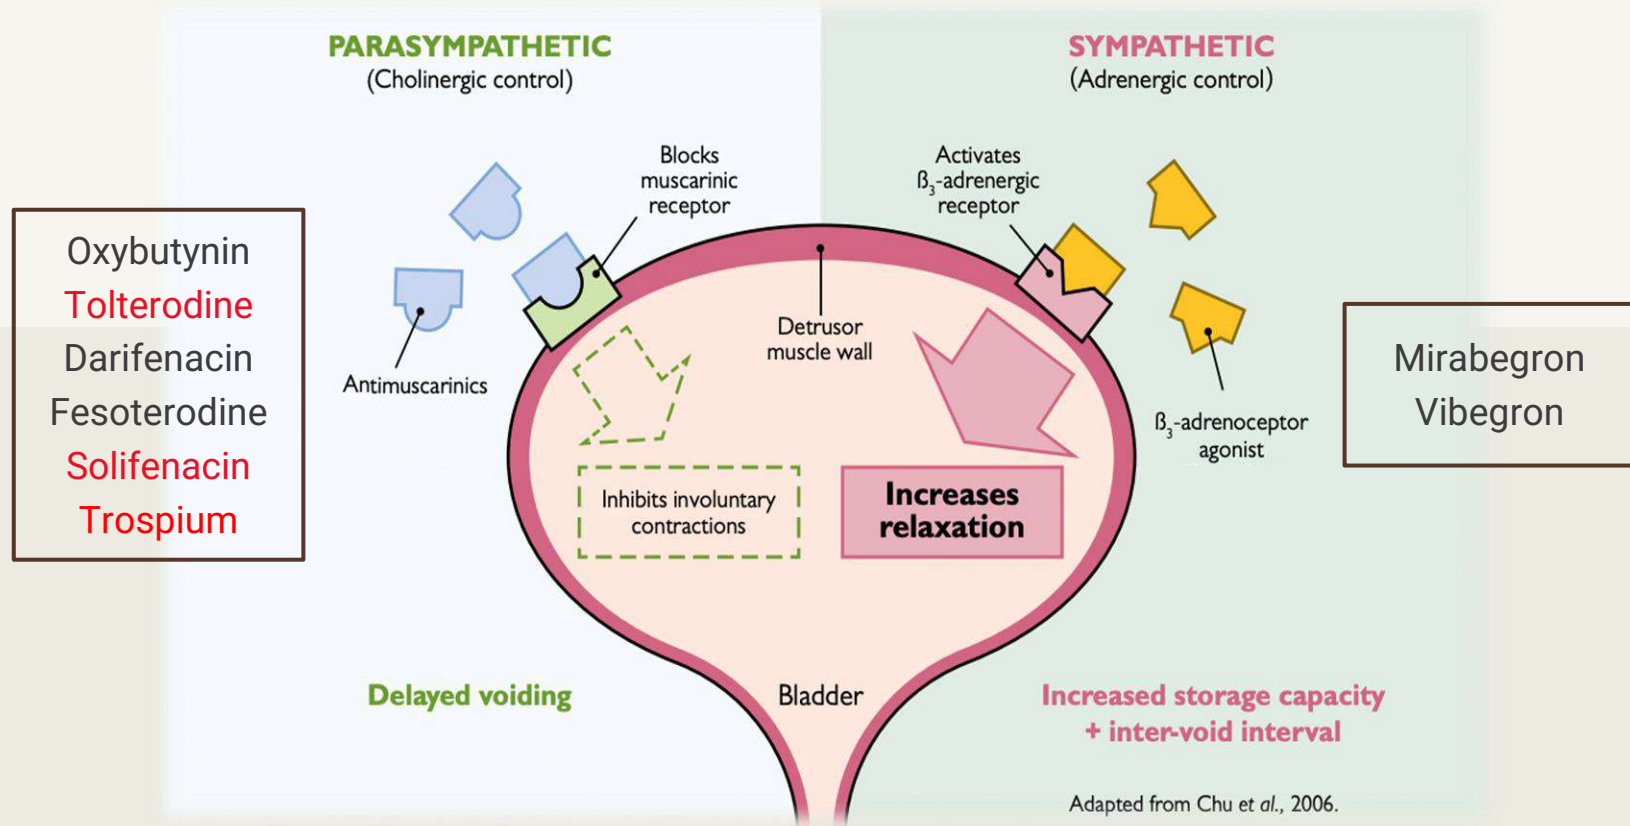 PARASYMPATHETIC
(Cholinergic control)
SYMPATHETIC
(Adrenergic control)
Blocks
muscarinic
receptor
Activates
ß₃-adrenergic
receptor
Oxybutynin
Tolterodine
Darifenacin
Fesoterodine
Solifenacin
Trospium
Antimuscarinics
Detrusor
muscle wall
ß₃-adrenoceptor
agonist
Mirabegron
Vibegron
Inhibits involuntary
contractions
Increases
relaxation
Delayed voiding
Bladder
Increased storage capacity
+ inter-void interval
Adapted from Chu et al., 2006.